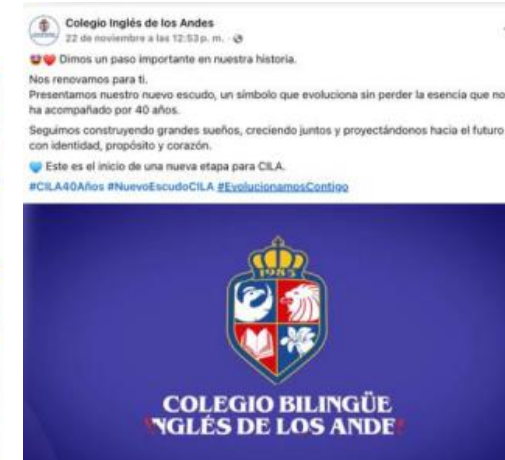 Colegio Inglés de los Andes
22 de noviembre a las 12:53 p. m. ·
Dimos un paso importante en nuestra historia.
Nos renovamos para ti.
Presentamos nuestro nuevo escudo, un símbolo que evoluciona sin perder la esencia que no
ha acompañado por 40 años.
Seguimos construyendo grandes sueños, creciendo juntos y proyectándonos hacia el futuro
con identidad, propósito y corazón.
Este es el inicio de una nueva etapa para CILA.
#CILA40Años #NuevoEscudoCILA #EvolucionamosContigo
1985
COLEGIO BILINGÜE
INGLÉS DE LOS ANDE